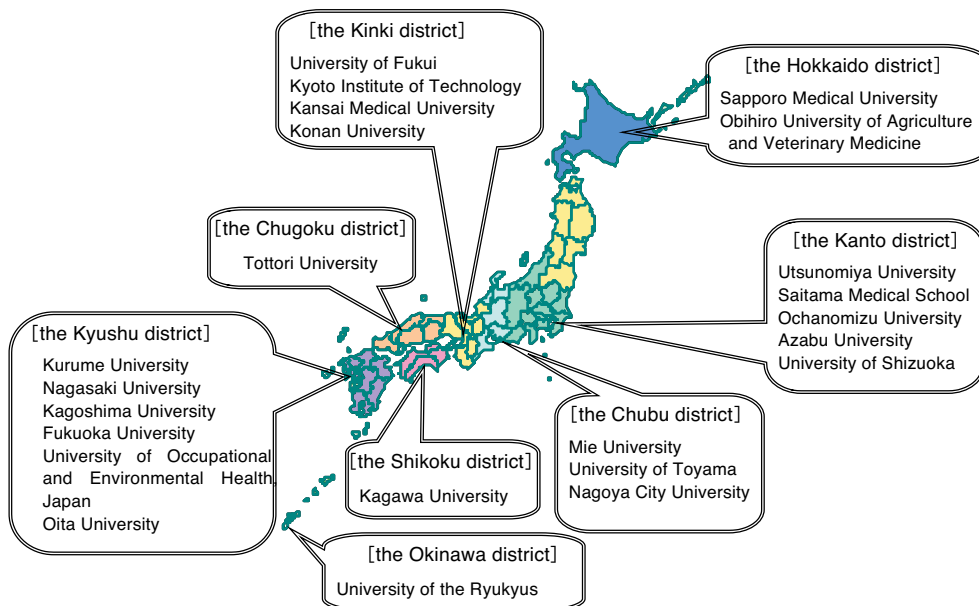 [the Kinki district]
University of Fukui
Kyoto Institute of Technology
Kansai Medical University
Konan University
[the Hokkaido district]
Sapporo Medical University
Obihiro University of Agriculture
and Veterinary Medicine
[the Chugoku district]
Tottori University
[the Kanto district]
Utsunomiya University
Saitama Medical School
Ochanomizu University
Azabu University
University of Shizuoka
[the Kyushu district]
Kurume University
Nagasaki University
Kagoshima University
Fukuoka University
University of Occupational
and Environmental Health,
Japan
Oita University
[the Shikoku district]
Kagawa University
[the Chubu district]
Mie University
University of Toyama
Nagoya City University
[the Okinawa district]
University of the Ryukyus